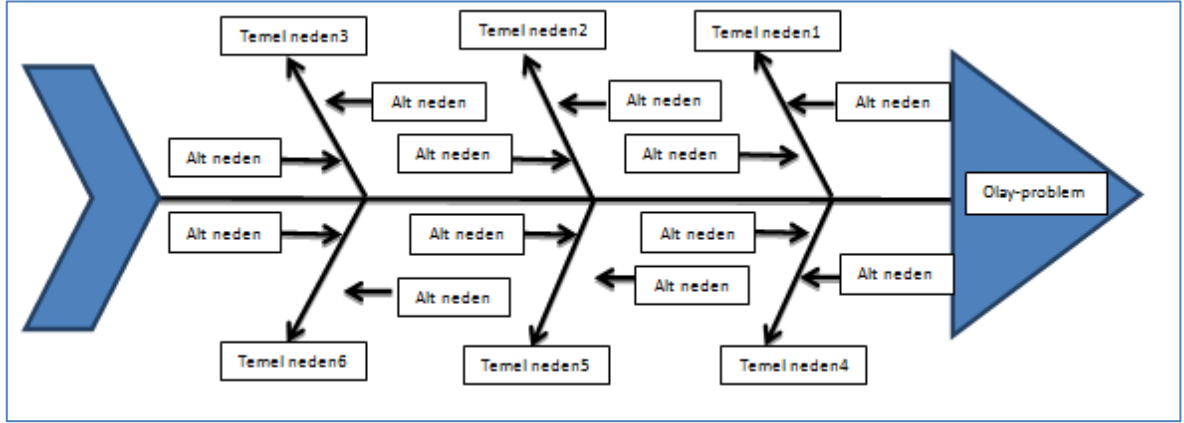 Temel neden3
Temel neden2
Temel neden1
Alt neden
Alt neden
Alt neden
Alt neden
Alt neden
Alt neden
Olay-problem
Alt neden
Alt neden
Alt neden
Alt neden
Alt neden
Alt neden
Temel neden6
Temel neden5
Temel neden4